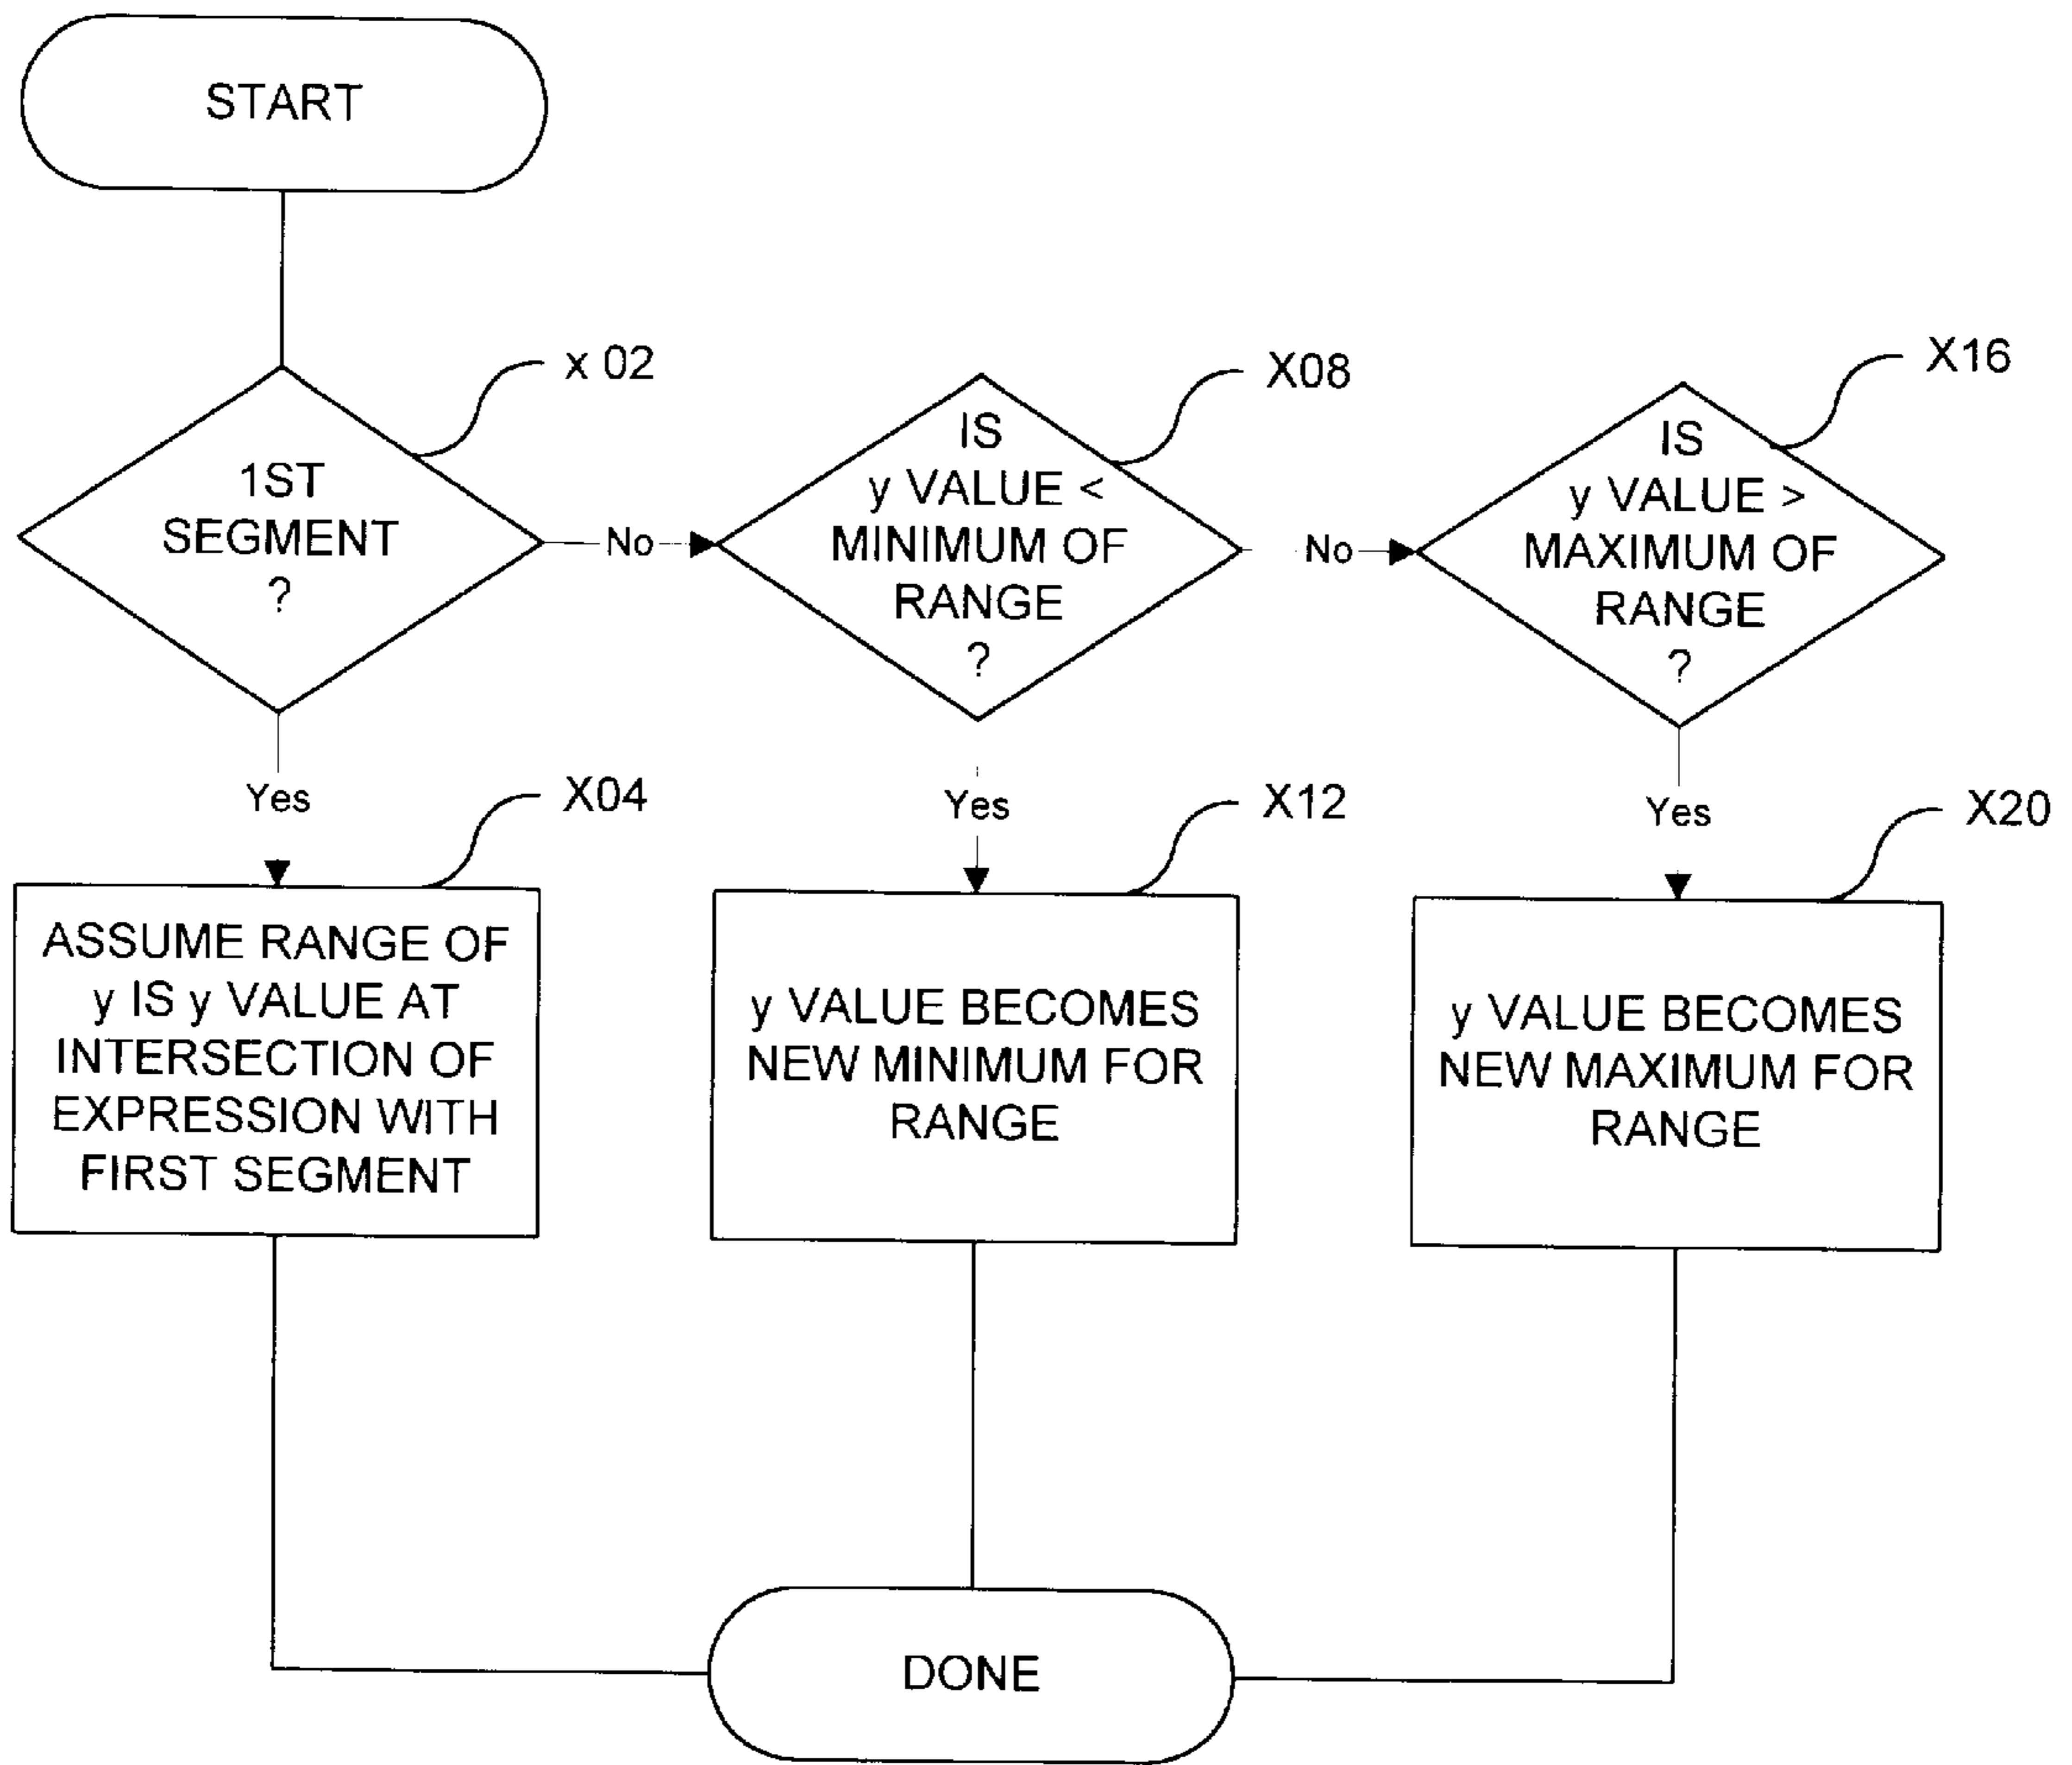 START
x 02
1ST
SEGMENT
?
No
X08
IS
y VALUE <
MINIMUM OF
RANGE
?
No
X16
IS
y VALUE >
MAXIMUM OF
RANGE
?
Yes
X04
ASSUME RANGE OF
y IS y VALUE AT
INTERSECTION OF
EXPRESSION WITH
FIRST SEGMENT
Yes
X12
y VALUE BECOMES
NEW MINIMUM FOR
RANGE
Yes
X20
y VALUE BECOMES
NEW MAXIMUM FOR
RANGE
DONE